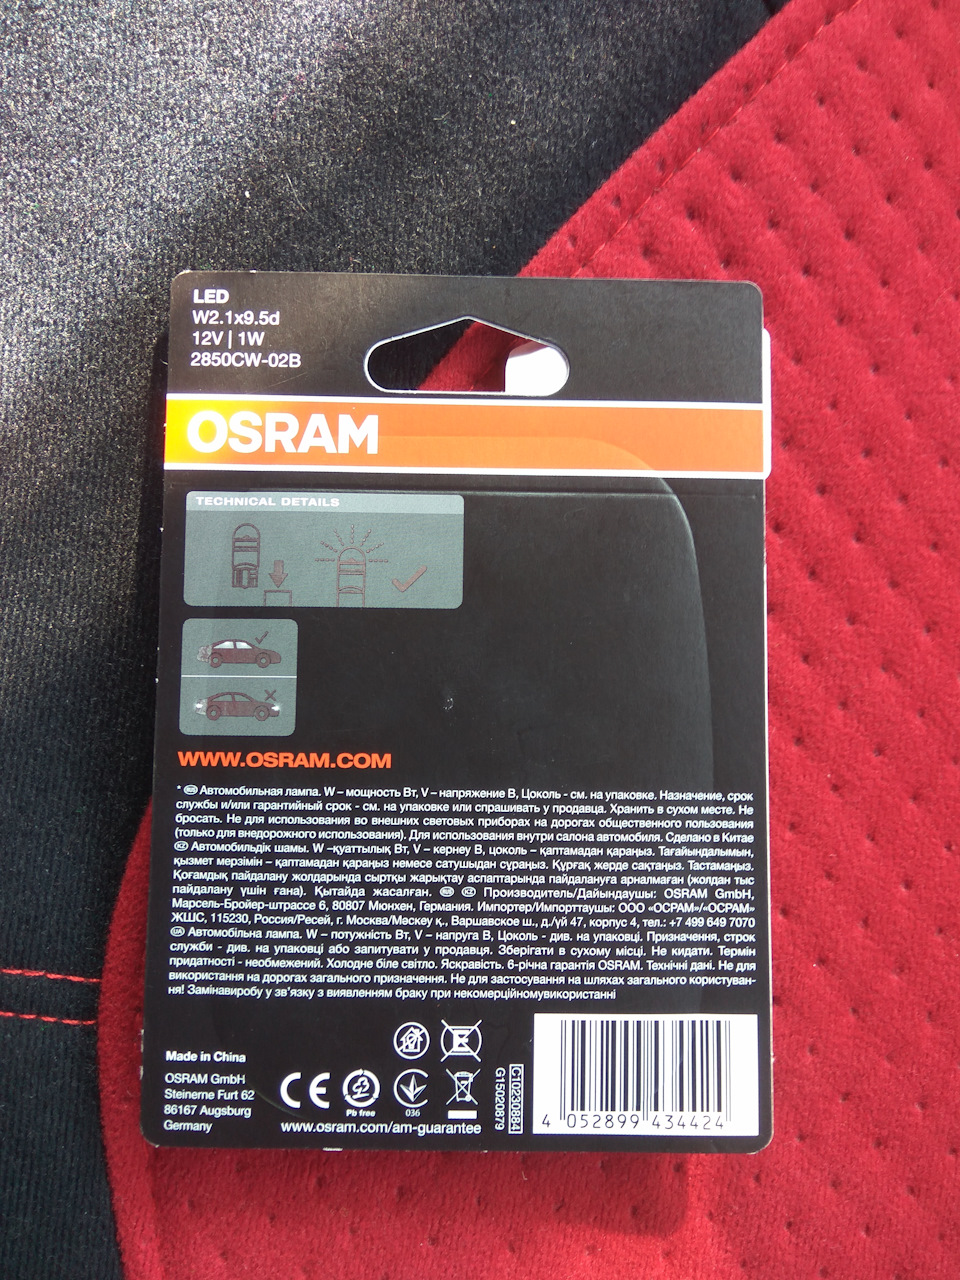 LED
W2.1x9.5d
12V | 1W
2850CW-02B
OSRAM
TECHNICAL DETAILS
WWW.OSRAM.COM
* RUS Автомобильная лампа. W – мощность Вт, V – напряжение В, Цоколь - см. на упаковке. Назначение, срок
службы и/или гарантийный срок - см. на упаковке или спрашивать у продавца. Хранить в сухом месте. Не
бросать. Не для использования во внешних световых приборах на дорогах общественного пользования
(только для внедорожного использования). Для использования внутри салона автомобиля. Сделано в Китае
KZ Автомобильдік шамы. W –қуаттылық Вт, V – кернеу В, цоколь – қаптамадан қараңыз. Тағайындалымын,
қызмет мерзімін – қаптамадан қараңыз немесе сатушыдан сұраңыз. Құрғақ жерде сақтаңыз. Тастамаңыз.
Қоғамдық пайдалану жолдарында сыртқы жарықтау аспаптарында пайдалануға арналмаған (жолдан тыс
пайдалану үшін ғана). Қытайда жасалған. RUS KZ Производитель/Дайындаушы: OSRAM GmbH,
Марсель-Бройер-штрассе 6, 80807 Мюнхен, Германия. Импортер/Импорттаушы: ООО «ОСРАМ»/«ОСРАМ»
ЖШС, 115230, Россия/Ресей, г. Москва/Мескеу қ., Варшавское ш., д./үй 47, корпус 4, тел.: +7 499 649 7070
UA Автомобільна лампа. W – потужність Вт, V – напруга В, Цоколь - див. на упаковці. Призначення, строк
служби - див. на упаковці або запитувати у продавця. Зберігати в сухому місці. Не кидати. Термін
придатності - необмежений. Холодне біле світло. Яскравість. 6-річна гарантія OSRAM. Технічні дані. Не для
використання на дорогах загального призначення. Не для застосування на шляхах загального користуван-
ня! Замінавиробу у зв’язку з виявленням браку при некомерційномувикористанні
Made in China
OSRAM GmbH
Steinerne Furt 62
86167 Augsburg
Germany
CE
Pb free
036
E
www.osram.com/am-guarantee
G15020879
C10230884
4 052899 434424